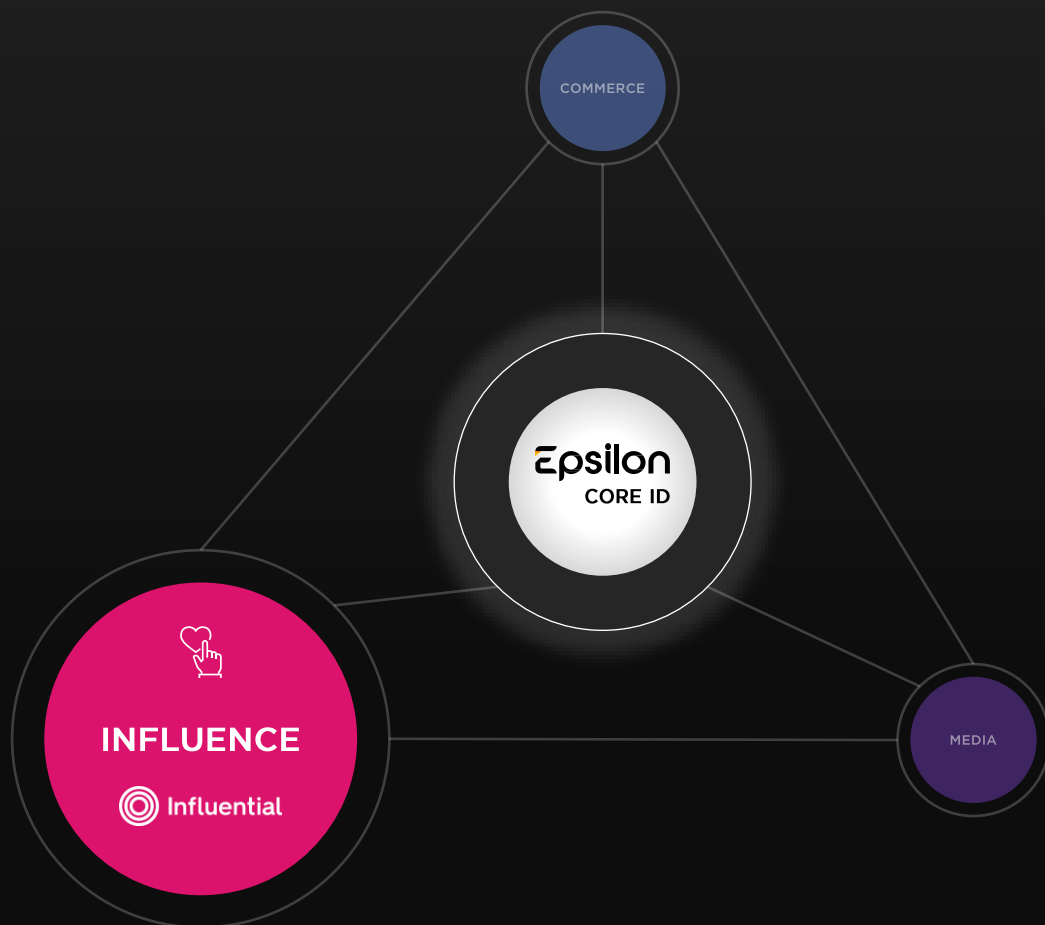 COMMERCE
Epsilon
CORE ID
INFLUENCE
Influential
MEDIA